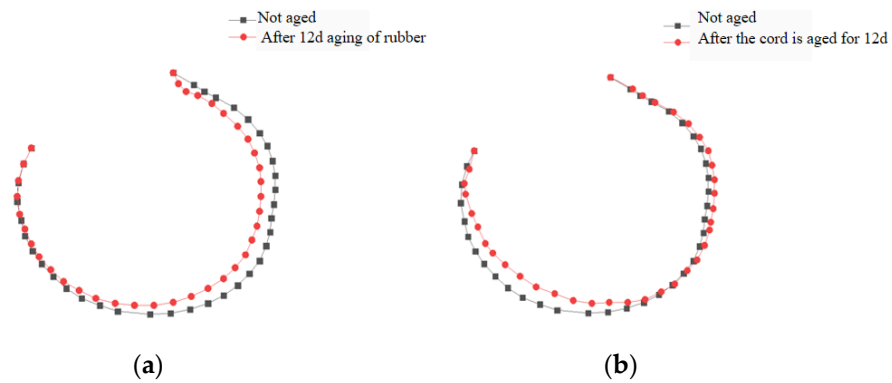 Not aged
After 12d aging of rubber
Not aged
After the cord is aged for 12d
(a)
(b)